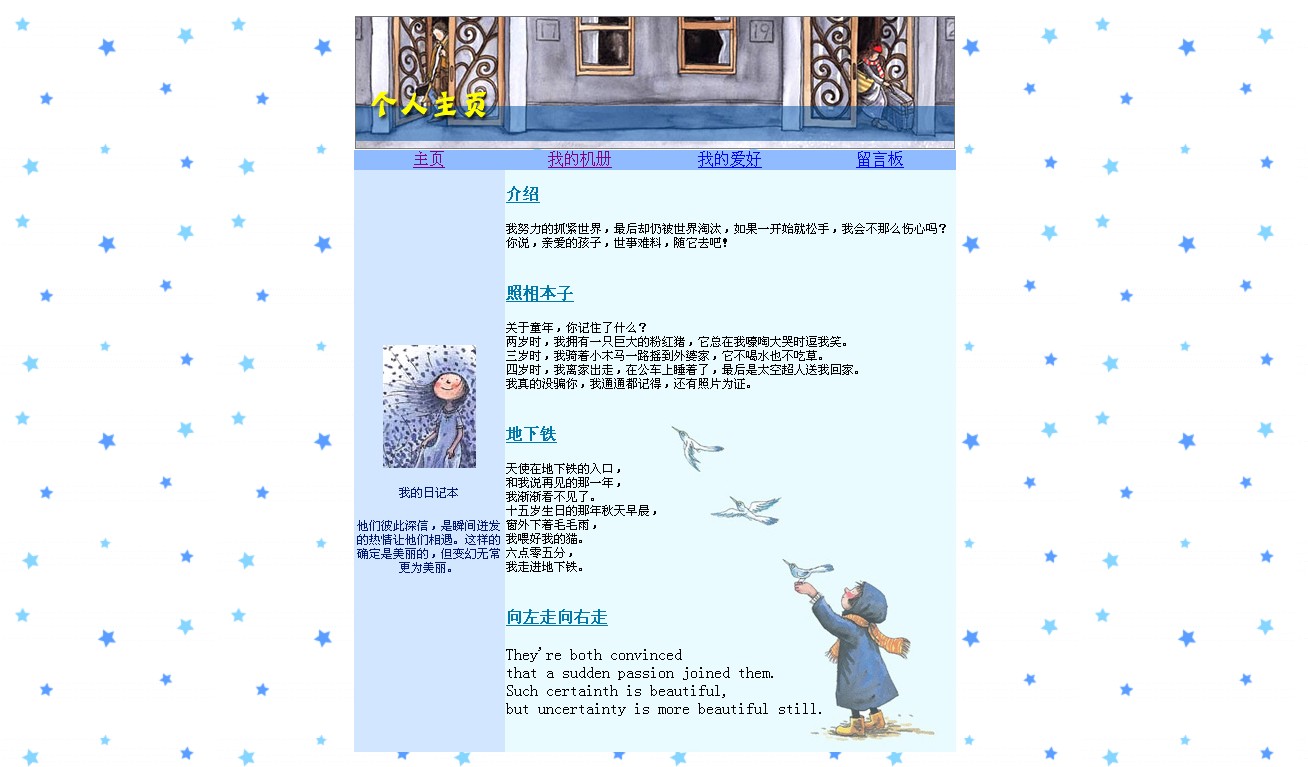 17
19
2
个人主页
主页 我的机册 我的爱好 留言板
介绍
我努力的抓紧世界，最后却仍被世界淘汰，如果一开始就松手，我会不那么伤心吗？
你说，亲爱的孩子，世事难料，随它去吧！
照相本子
关于童年，你记住了什么？
两岁时，我拥有一只巨大的粉红猪，它总在我嚎啕大哭时逗我笑。
三岁时，我骑着小木马一路摇到外婆家，它不喝水也不吃草。
四岁时，我离家出走，在公车上睡着了，最后是太空超人送我回家。
我真的没骗你，我通通都记得，还有照片为证。
地下铁
天使在地下铁的入口，
和我说再见的那一年，
我渐渐看不见了。
十五岁生日的那年秋天早晨，
窗外下着毛毛雨，
我喂好我的猫。
六点零五分，
我走进地下铁。
向左走向右走
They're both convinced
that a sudden passion joined them.
Such certainth is beautiful,
but uncertainty is more beautiful still.
我的日记本
他们彼此深信，是瞬间迸发
的热情让他们相遇。这样的
确定是美丽的，但变幻无常
更为美丽。